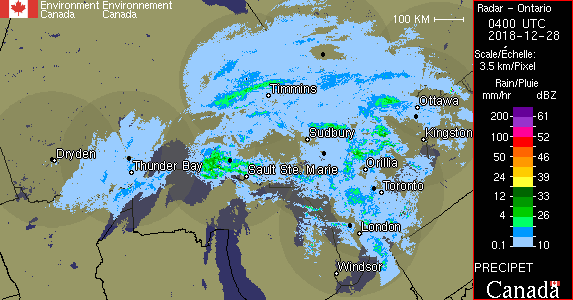 Environment Environnement
Canada Canada
100 KM
Timmins
Ottawa
Sudbury
Kingston
Dryden
Thunder Bay
Sault Ste. Marie
Orillia
Toronto
London
Windsor
Radar - Ontario
0400 UTC
2018-12-28
Scale/Échelle:
3.5 km/Pixel
Rain/Pluie
mm/hr dBZ
200 61
100 52
50 46
24 39
12 33
4 26
0.1 10
PRECIPET
Canada